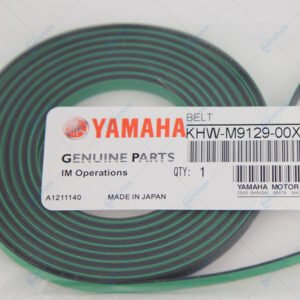 BELT
YAMAHA
KHW-M9129-00X
GENUINE PARTS
IM Operations
QTY: 1
A1211140
MADE IN JAPAN
YAMAHA MOTOR